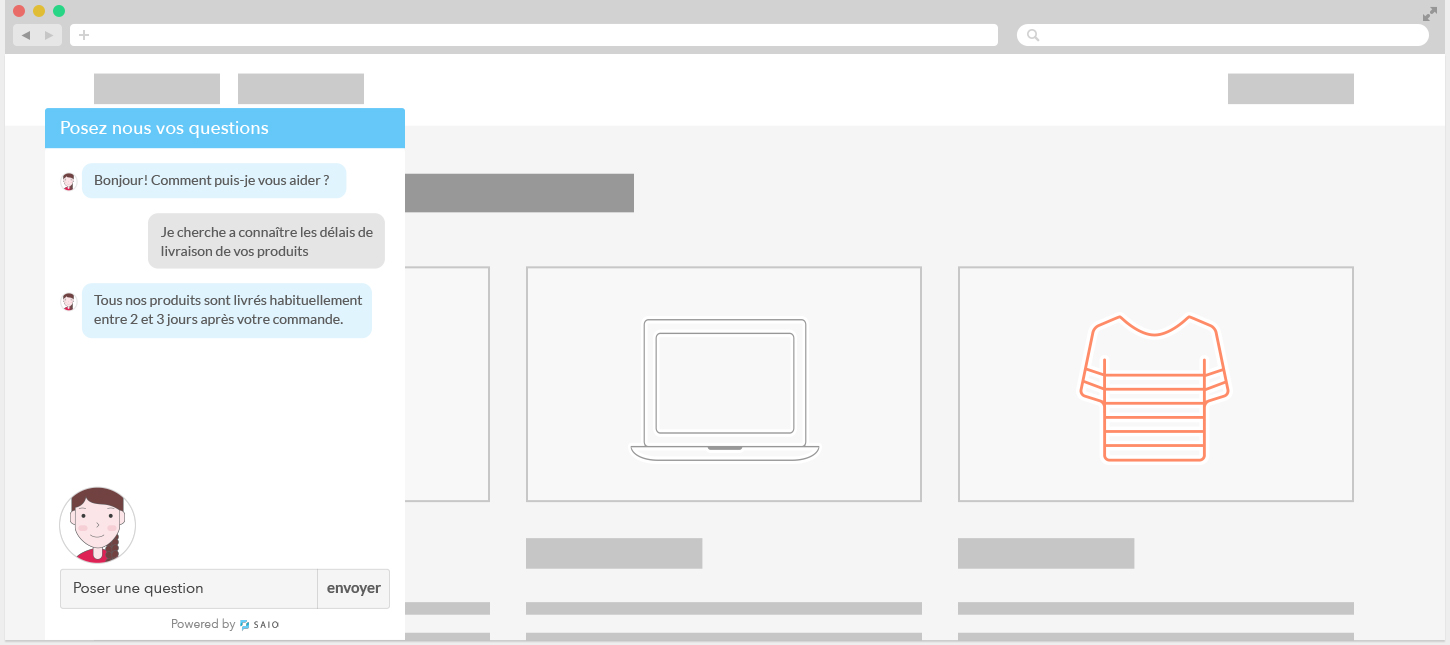 Posez nous vos questions
Bonjour! Comment puis-je vous aider ?
Je cherche a connaître les délais de
livraison de vos produits
Tous nos produits sont livrés habituellement
entre 2 et 3 jours après votre commande.
Poser une question
envoyer
Powered by SAIO